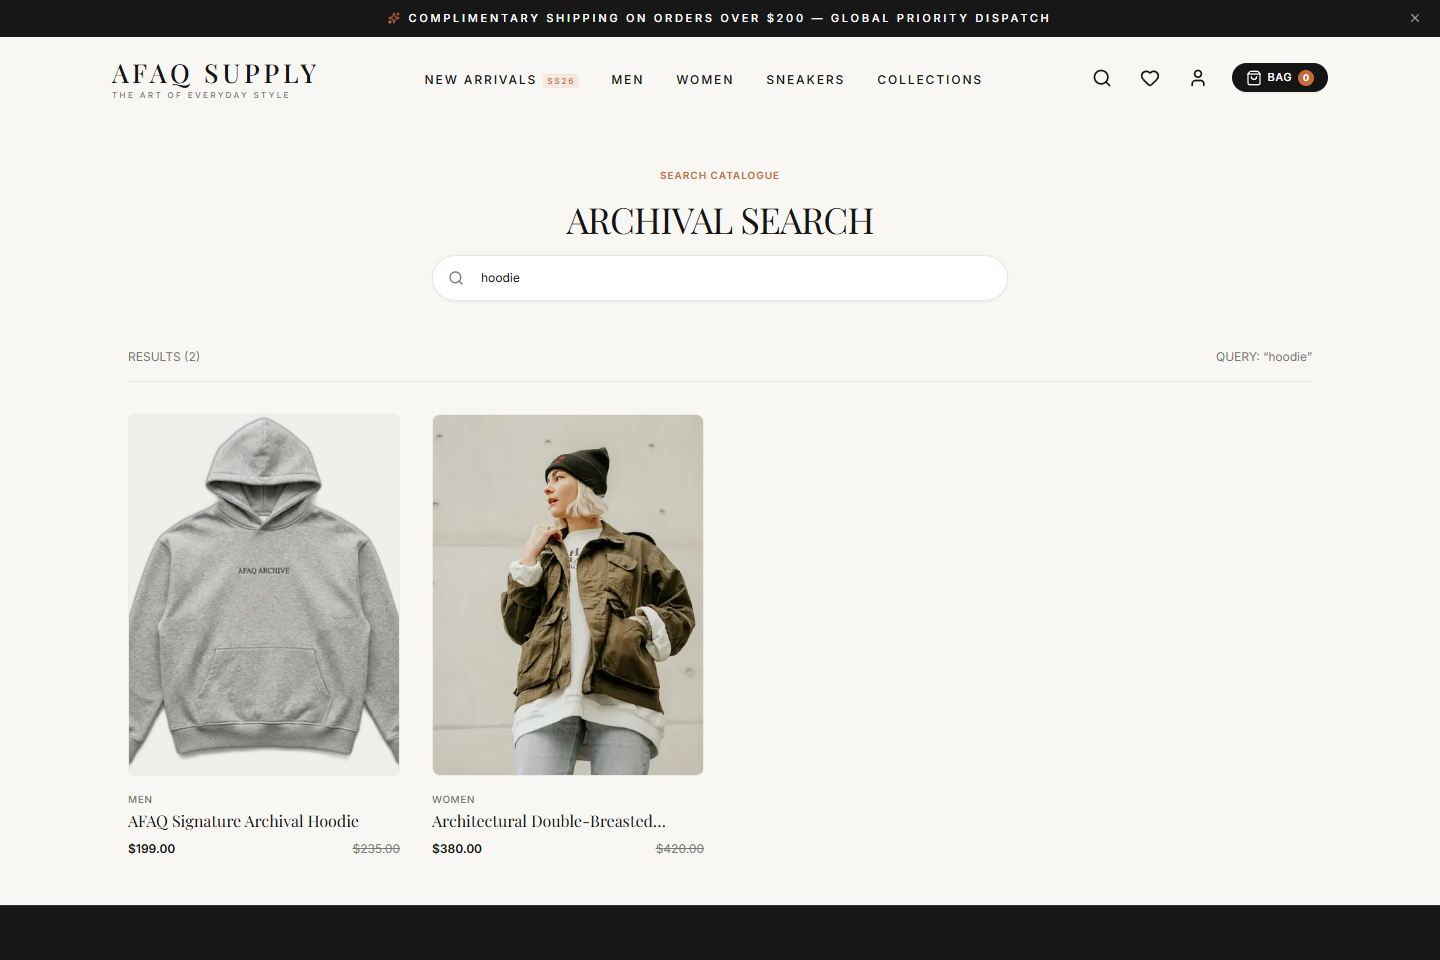 COMPLIMENTARY SHIPPING ON ORDERS OVER $200 — GLOBAL PRIORITY DISPATCH
AFAQ SUPPLY
THE ART OF EVERYDAY STYLE
NEW ARRIVALS SS26 MEN WOMEN SNEAKERS COLLECTIONS
BAG 0
SEARCH CATALOGUE
ARCHIVAL SEARCH
hoodie
RESULTS (2)
QUERY: “hoodie”
AFAQ ARCHIVE
MEN
AFAQ Signature Archival Hoodie
$199.00 $235.00
WOMEN
Architectural Double-Breasted...
$380.00 $420.00